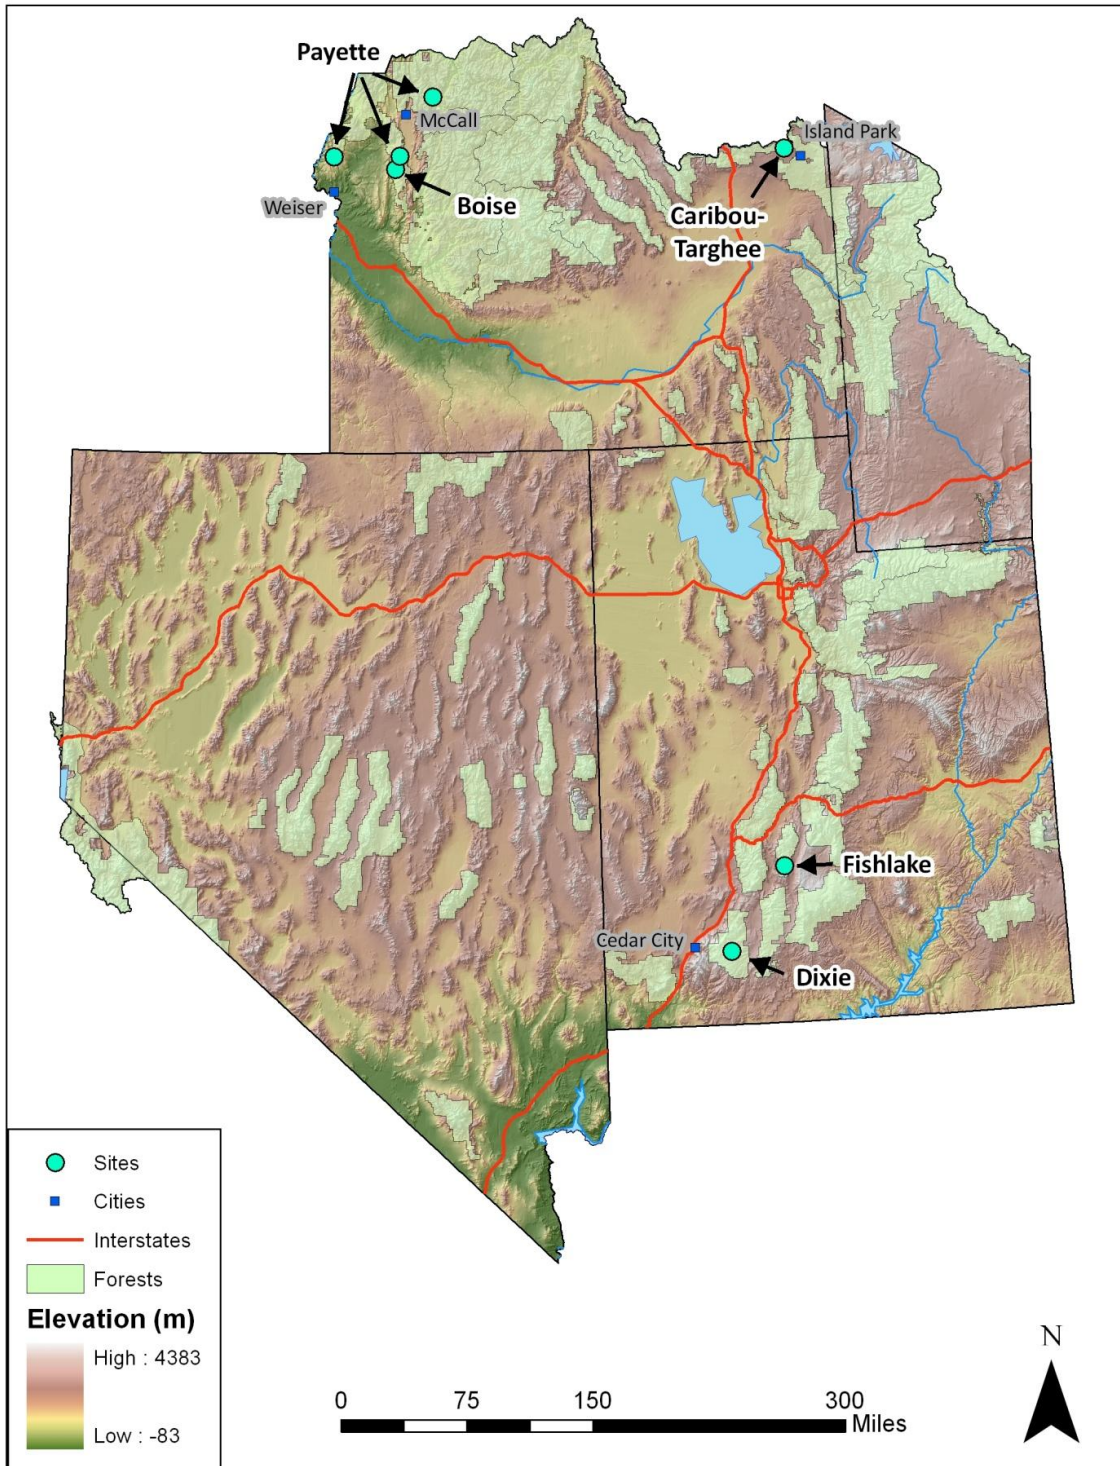 Payette
McCall
Island Park
Weiser
Boise
Caribou-
Targhee
Fishlake
Cedar City
Dixie
Sites
Cities
Interstates
Forests
Elevation (m)
High : 4383
Low : -83
N
0 75 150 300
Miles